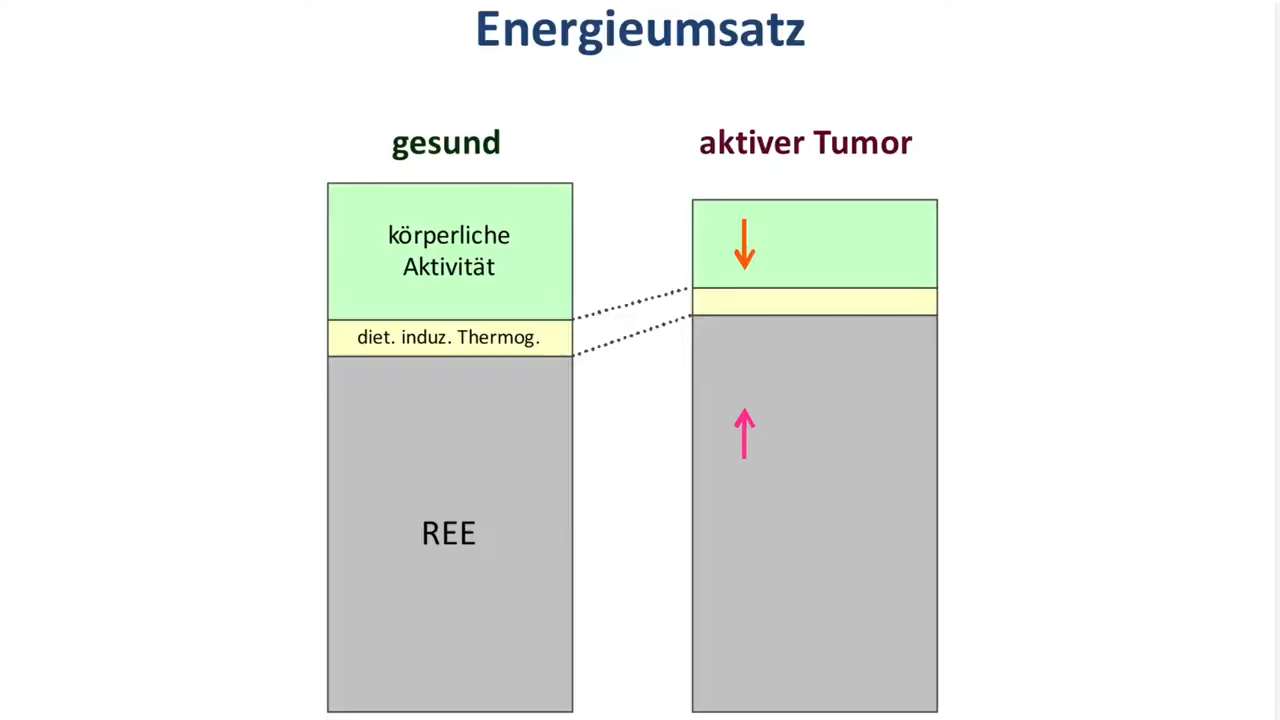 Energieumsatz
gesund
aktiver Tumor
körperliche
Aktivität
diet. induz. Thermog.
REE